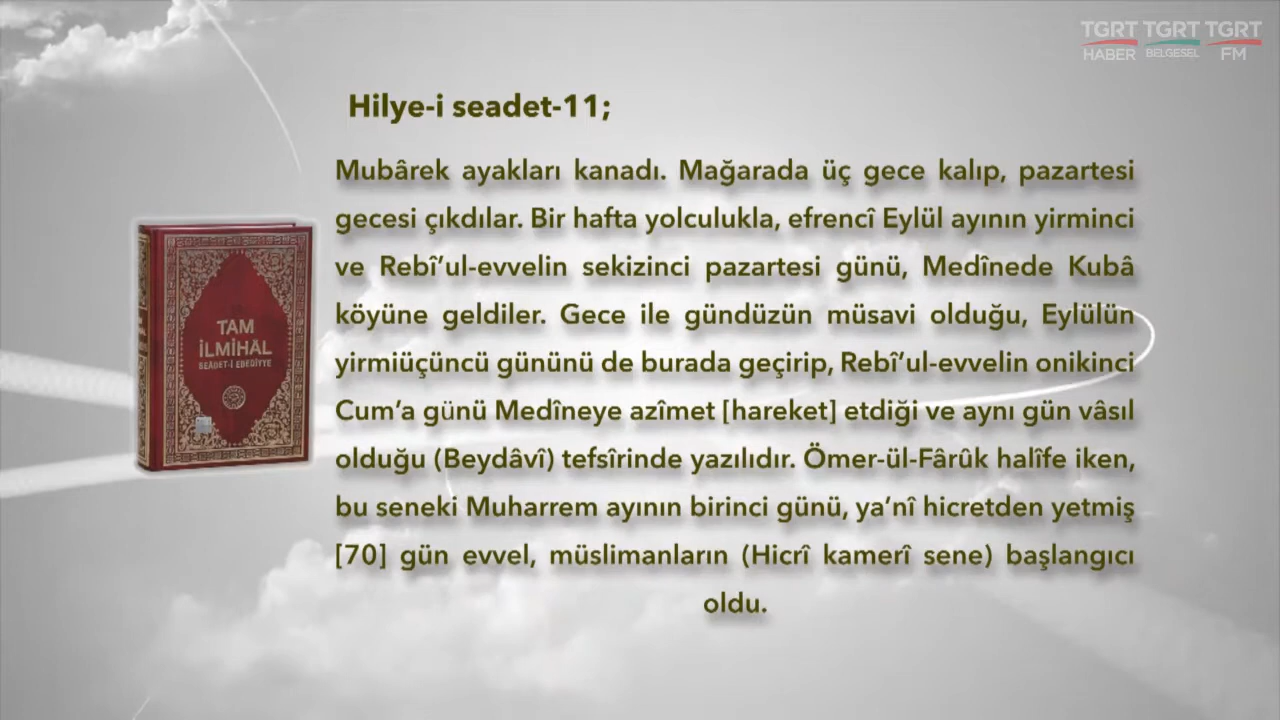 TGRT TGRT TGRT
HABER BELGESEL FM
Hilye-i seadet-11;
Mubârek ayakları kanadı. Mağarada üç gece kalıp, pazartesi
gecesi çıkdılar. Bir hafta yolculukla, efrencî Eylül ayının yirminci
ve Rebî’ul-evvelin sekizinci pazartesi günü, Medînede Kubâ
köyüne geldiler. Gece ile gündüzün müsavi olduğu, Eylülün
yirmiüçüncü gününü de burada geçirip, Rebî’ul-evvelin onikinci
Cum’a günü Medîneye azîmet [hareket] etdiği ve aynı gün vâsıl
olduğu (Beydâvî) tefsîrinde yazılıdır. Ömer-ül-Fârûk halîfe iken,
bu seneki Muharrem ayının birinci günü, ya’nî hicretden yetmiş
[70] gün evvel, müslimanların (Hicrî kamerî sene) başlangıcı
oldu.
TAM
İLMİHÂL
SEÂDET-İ EBEDİYYE